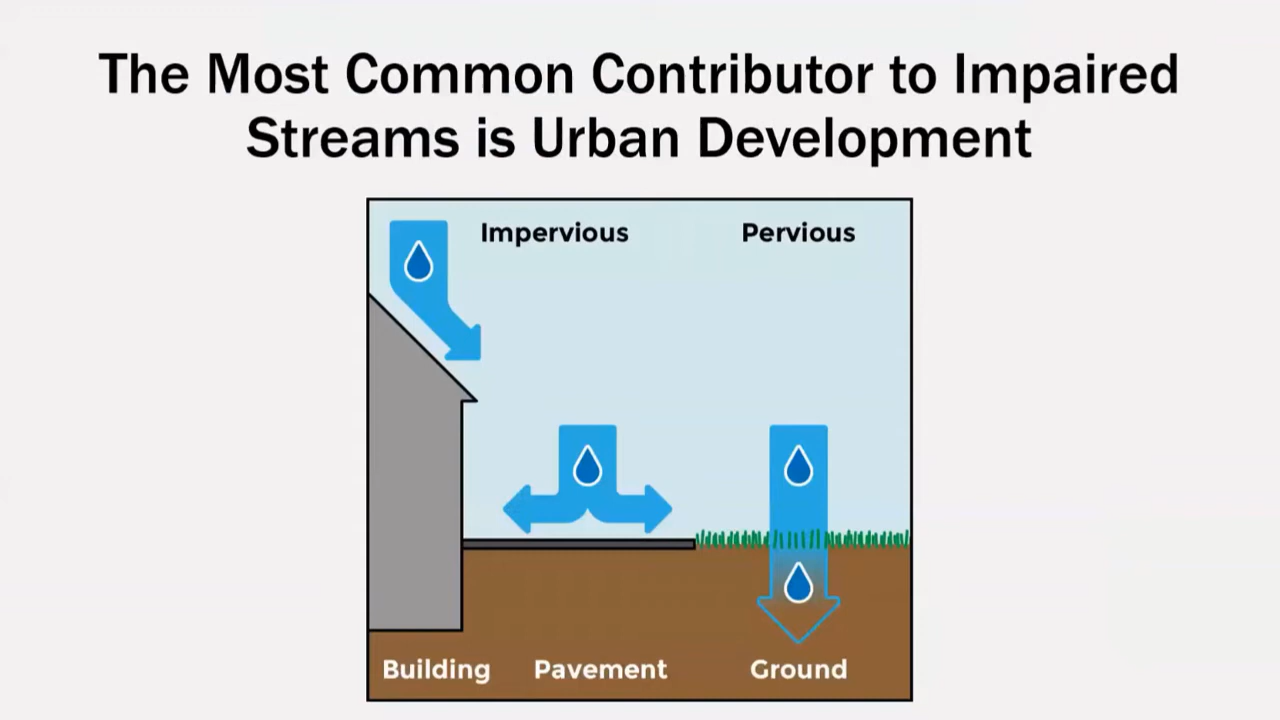 The Most Common Contributor to Impaired
Streams is Urban Development
Impervious
Pervious
Building
Pavement
Ground